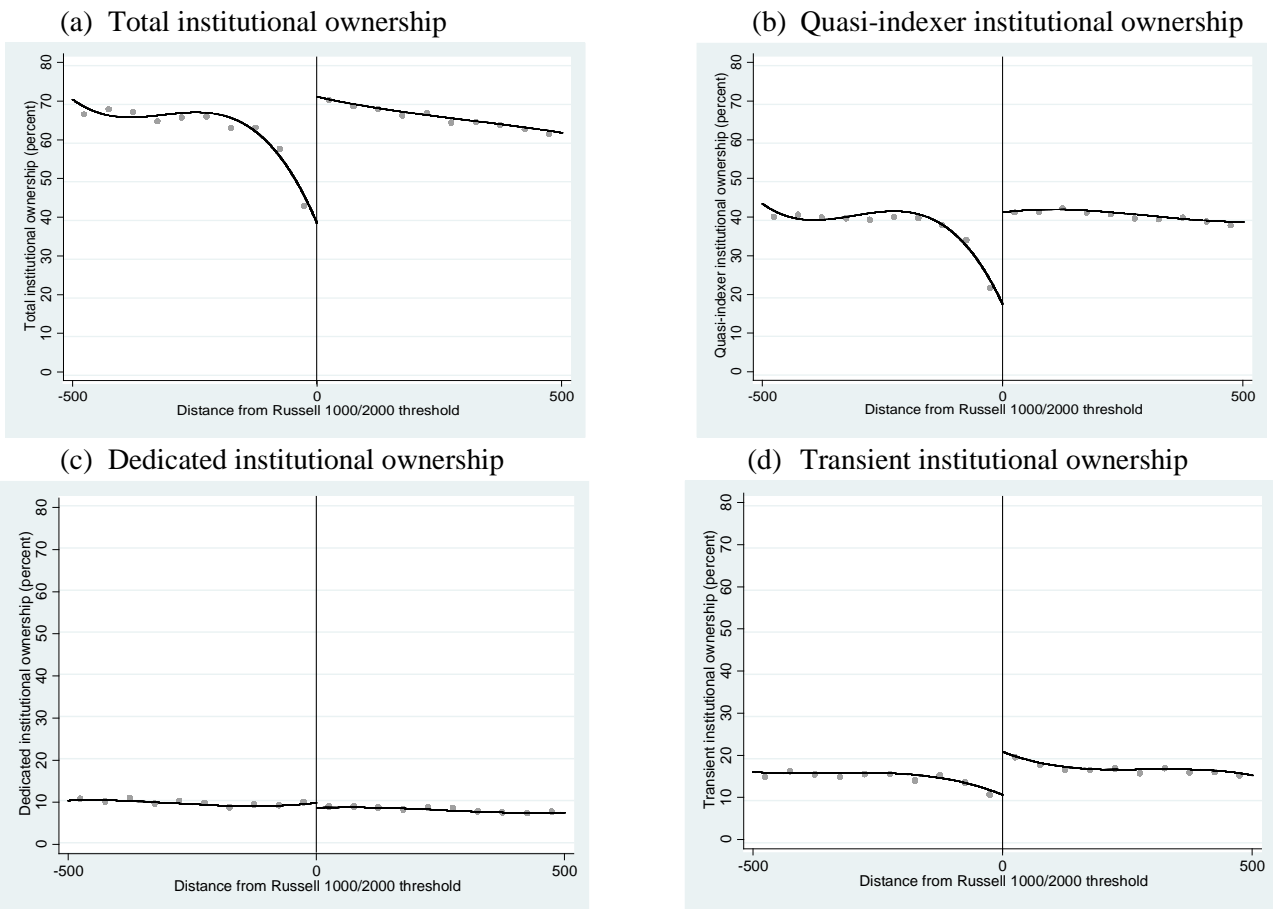 (a) Total institutional ownership
Total institutional ownership (percent)
80
70
60
50
40
30
20
10
0
-500 0 500
Distance from Russell 1000/2000 threshold
(b) Quasi-indexer institutional ownership
Quasi-indexer institutional ownership (percent)
80
70
60
50
40
30
20
10
0
-500 0 500
Distance from Russell 1000/2000 threshold
(c) Dedicated institutional ownership
Dedicated institutional ownership (percent)
80
70
60
50
40
30
20
10
0
-500 0 500
Distance from Russell 1000/2000 threshold
(d) Transient institutional ownership
Transient institutional ownership (percent)
80
70
60
50
40
30
20
10
0
-500 0 500
Distance from Russell 1000/2000 threshold